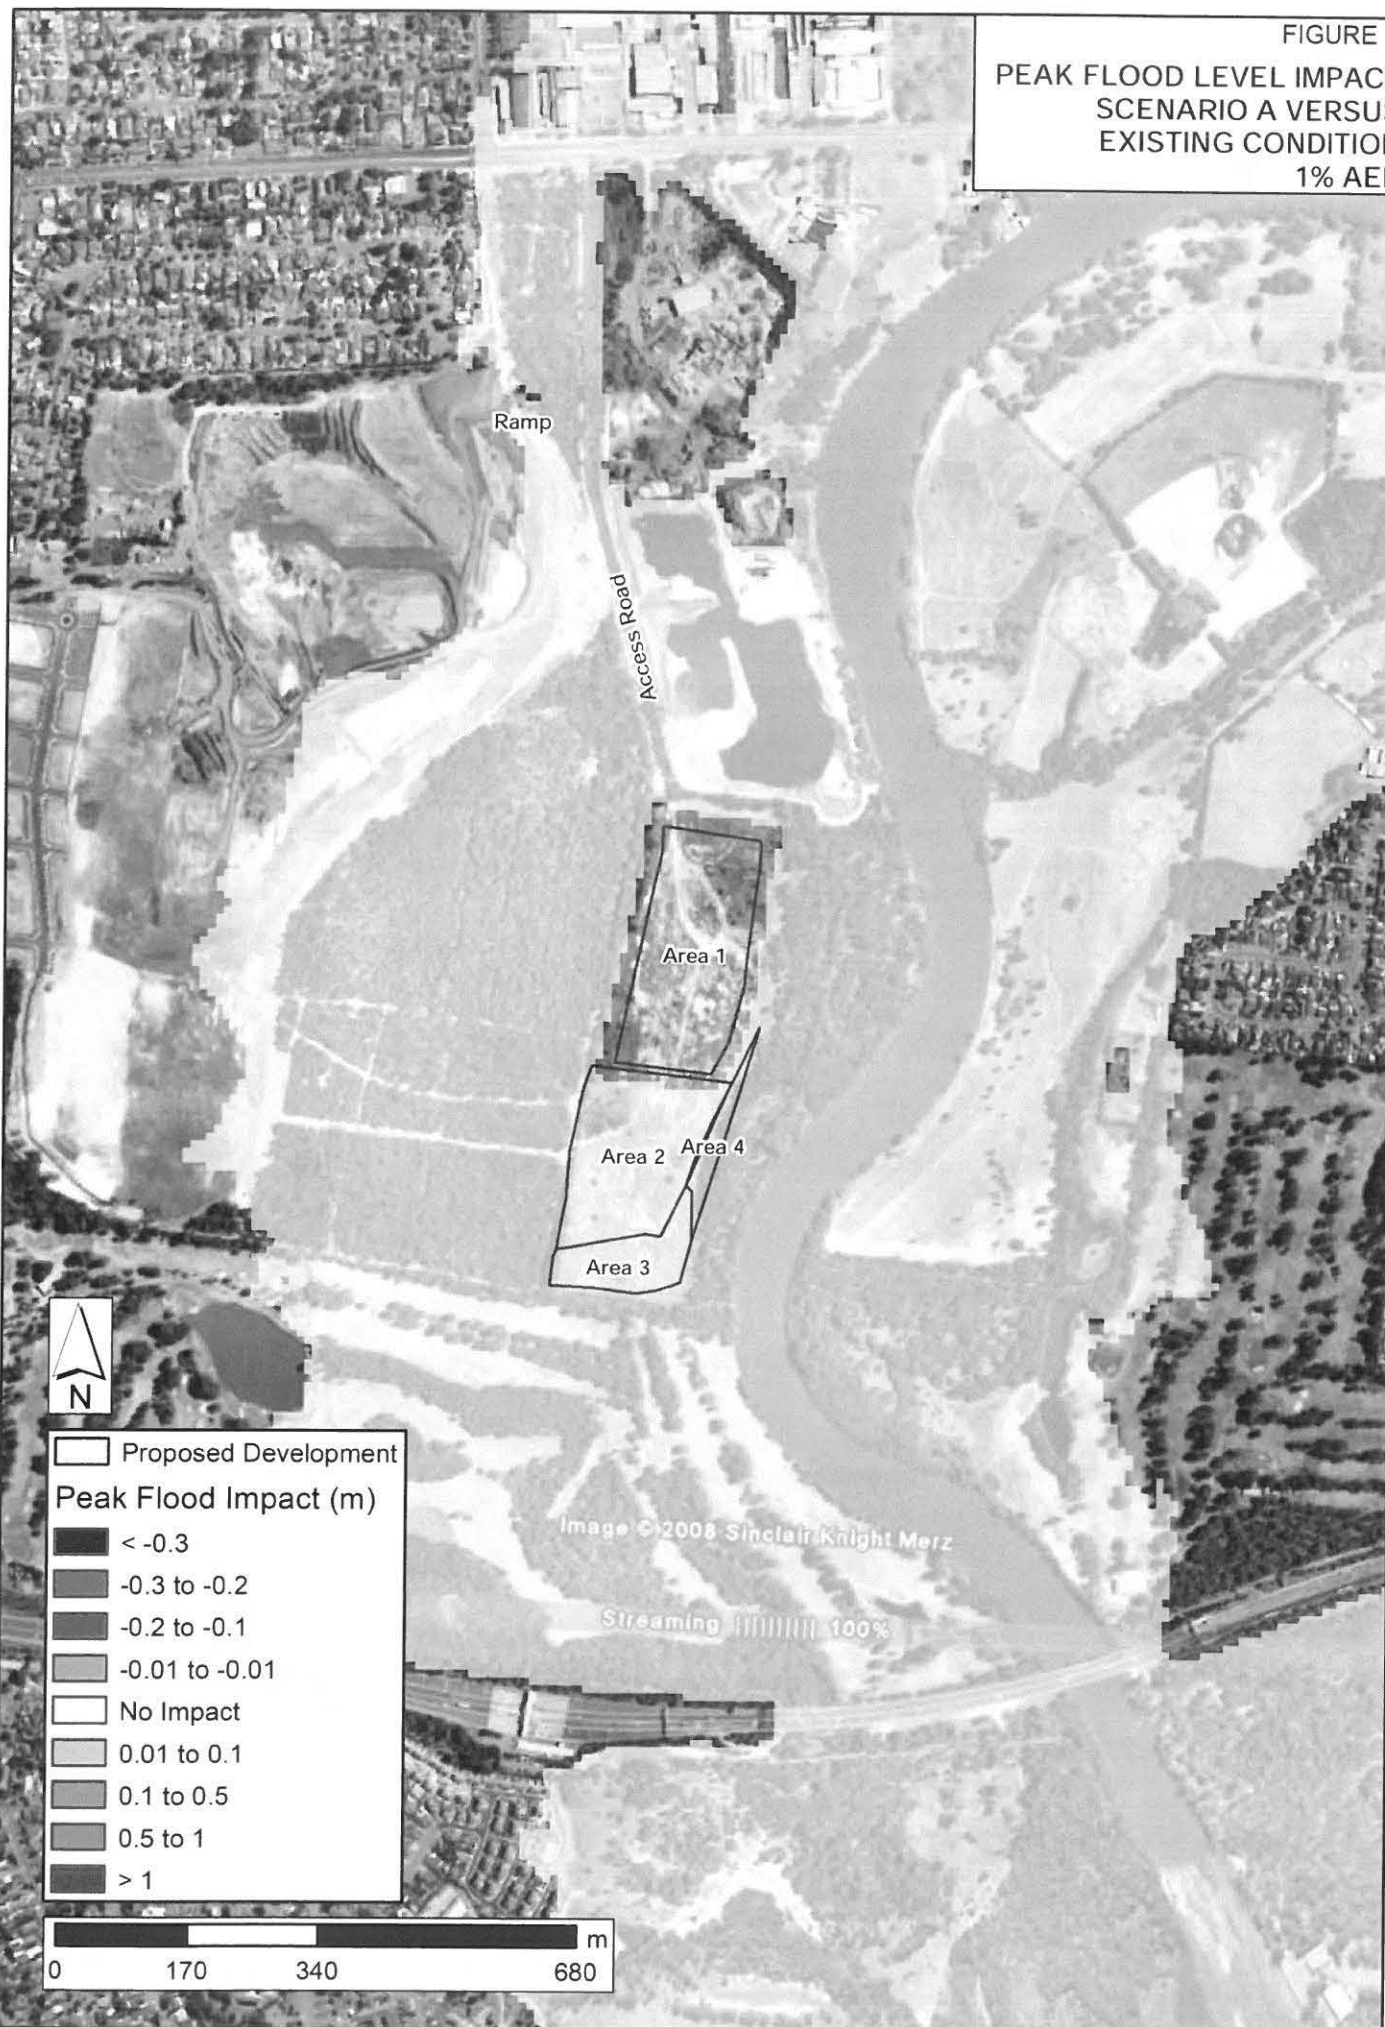 FIGURE
PEAK FLOOD LEVEL IMPAC
SCENARIO A VERSUS
EXISTING CONDITION
1% AE
Ramp
Access Road
Area 1
Area 2
Area 4
Area 3
N
Proposed Development
Peak Flood Impact (m)
< -0.3
-0.3 to -0.2
-0.2 to -0.1
-0.01 to -0.01
No Impact
0.01 to 0.1
0.1 to 0.5
0.5 to 1
> 1
Image © 2008 Sinclair Knight Merz
Streaming |||||||||| 100%
m
0 170 340 680